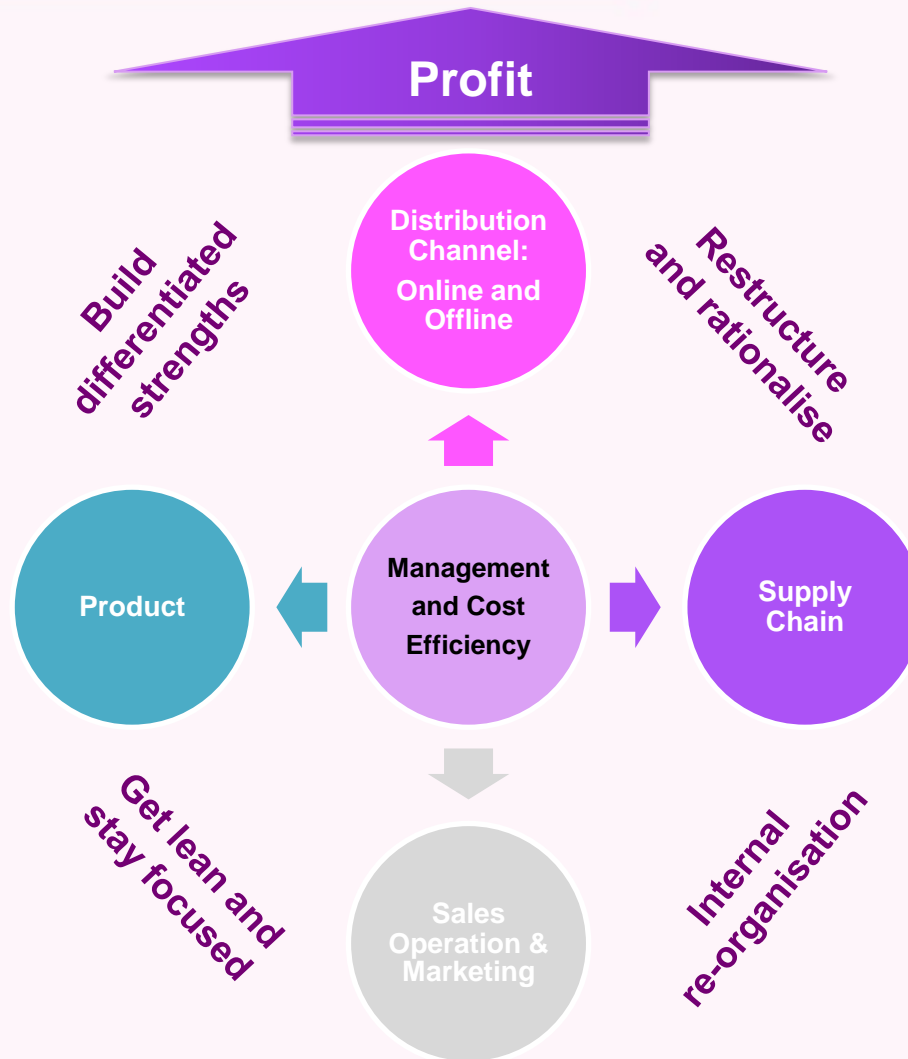 Profit
Distribution
Channel:
Online and
Offline
Build
differentiated
strengths
Restructure
and rationalise
Product
Management
and Cost
Efficiency
Supply
Chain
Get lean and
stay focused
Internal
re-organisation
Sales
Operation &
Marketing